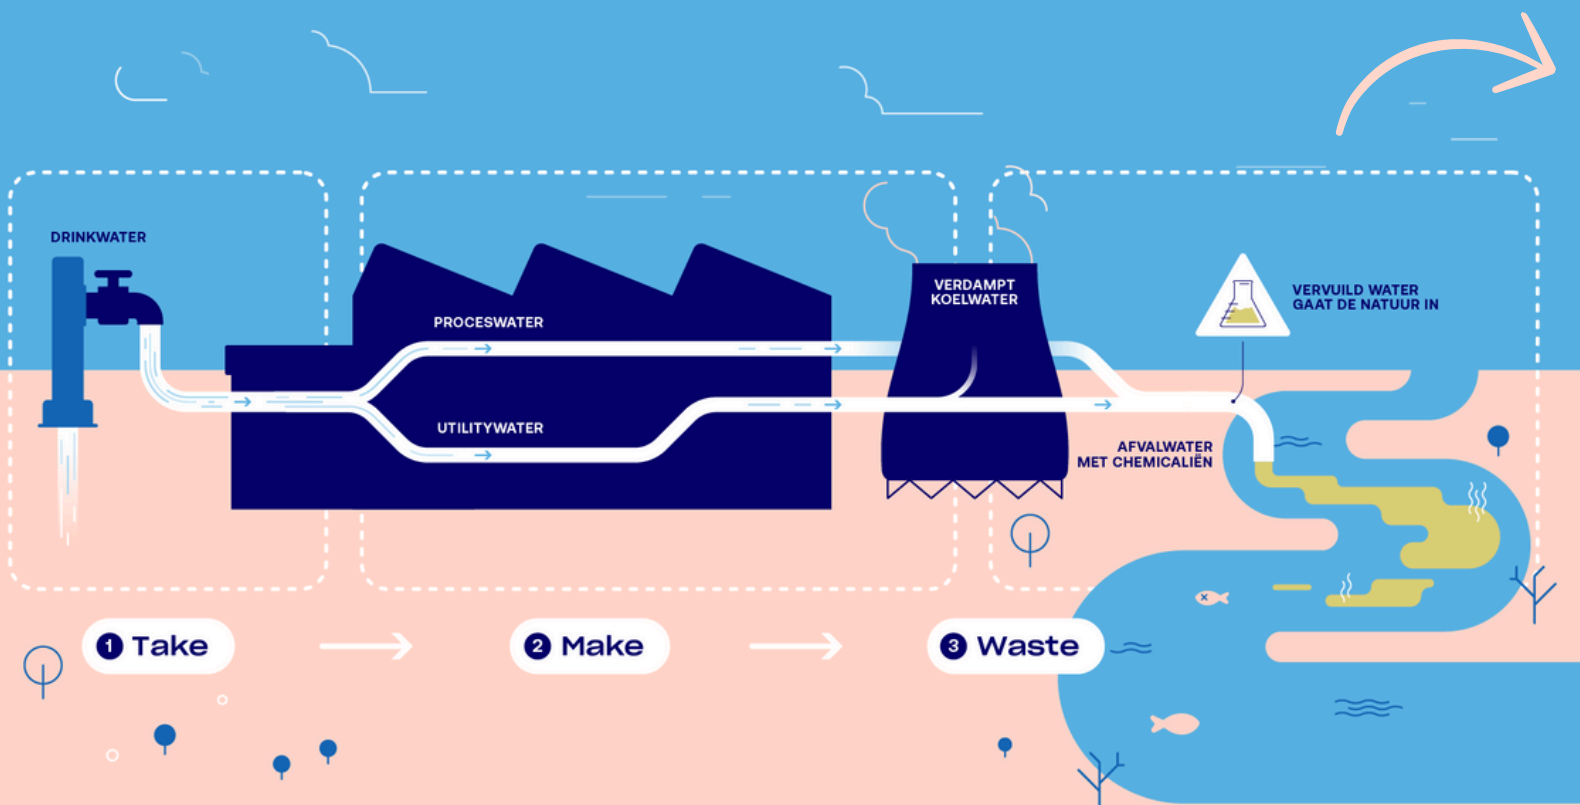 DRINKWATER
PROCESWATER
UTILITYWATER
VERDAMPT
KOELWATER
VERVUILD WATER
GAAT DE NATUUR IN
AFVALWATER
MET CHEMICALIËN
1 Take
2 Make
3 Waste